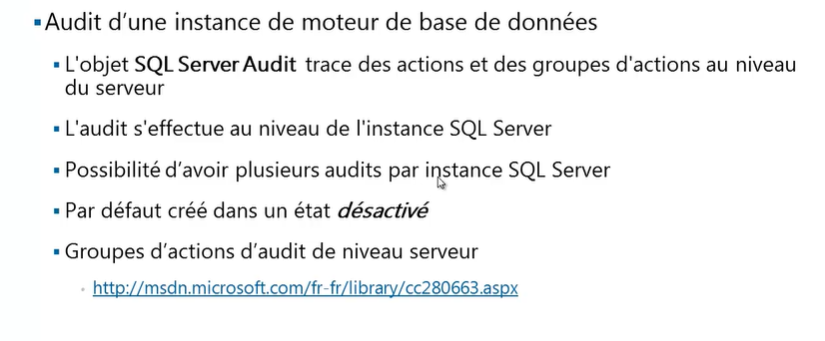 Audit d'une instance de moteur de base de données
L'objet SQL Server Audit trace des actions et des groupes d'actions au niveau
du serveur
L'audit s'effectue au niveau de l'instance SQL Server
Possibilité d'avoir plusieurs audits par instance SQL Server
Par défaut créé dans un état désactivé
Groupes d'actions d'audit de niveau serveur
http://msdn.microsoft.com/fr-fr/library/cc280663.aspx